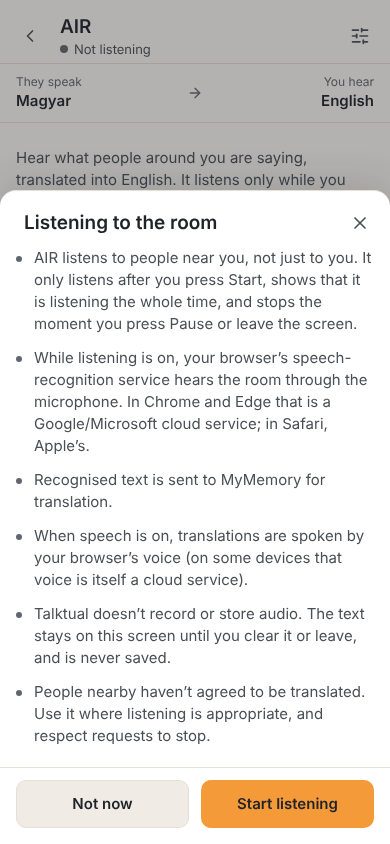 AIR
Not listening
They speak
Magyar
→
You hear
English
Hear what people around you are saying,
translated into English. It listens only while you
Listening to the room
• AIR listens to people near you, not just to you. It
only listens after you press Start, shows that it
is listening the whole time, and stops the
moment you press Pause or leave the screen.
• While listening is on, your browser’s speech-
recognition service hears the room through the
microphone. In Chrome and Edge that is a
Google/Microsoft cloud service; in Safari,
Apple’s.
• Recognised text is sent to MyMemory for
translation.
• When speech is on, translations are spoken by
your browser’s voice (on some devices that
voice is itself a cloud service).
• Talktual doesn’t record or store audio. The text
stays on this screen until you clear it or leave,
and is never saved.
• People nearby haven’t agreed to be translated.
Use it where listening is appropriate, and
respect requests to stop.
Not now
Start listening